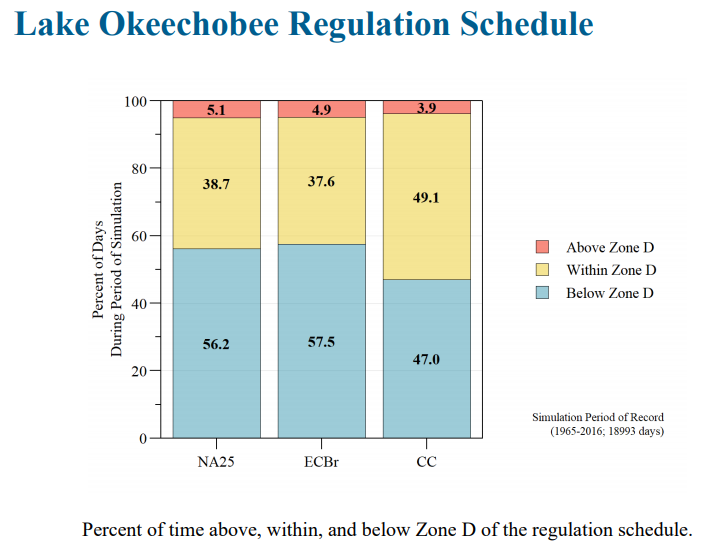 Lake Okeechobee Regulation Schedule
Percent of Days
During Period of Simulation
100
80
60
40
20
0
5.1
38.7
56.2
4.9
37.6
57.5
3.9
49.1
47.0
NA25
ECBr
CC
Above Zone D
Within Zone D
Below Zone D
Simulation Period of Record
(1965-2016; 18993 days)
Percent of time above, within, and below Zone D of the regulation schedule.